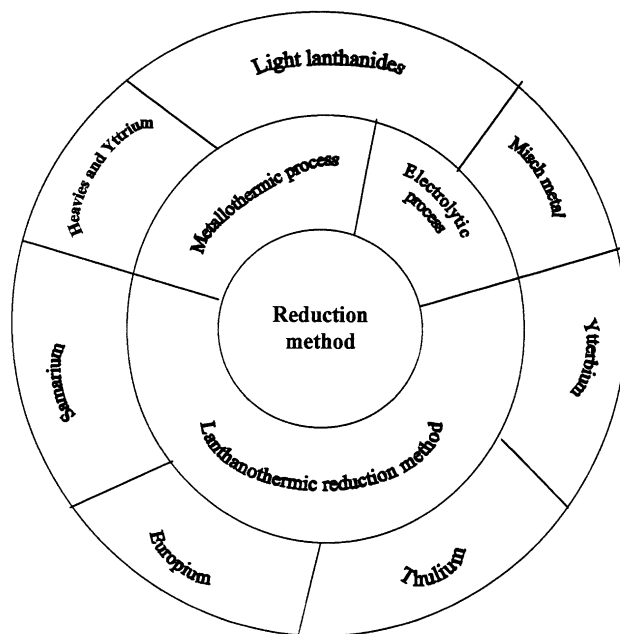 Light lanthanides
Heavies and Yttrium
Misch metal
Metallothermic process
Electrolytic
process
Reduction
method
Samarium
Ytterbium
Lanthanothermic reduction method
Europium
Thulium